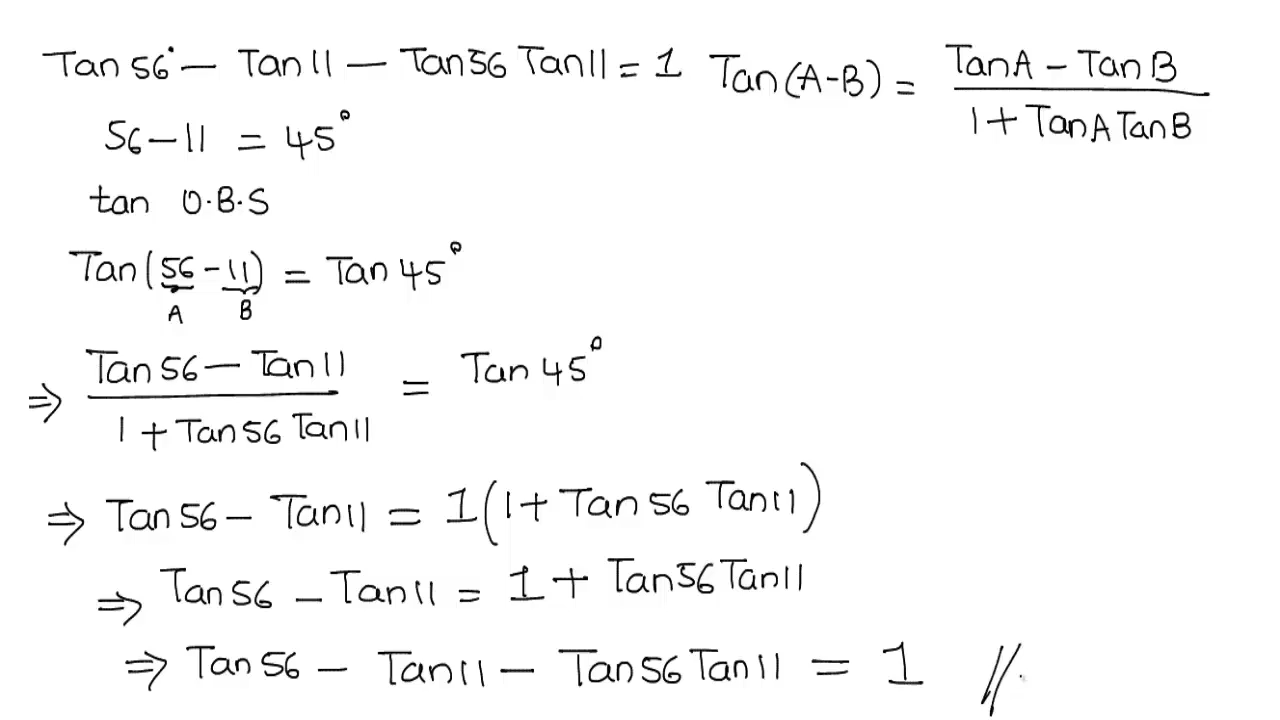 Tan 56° — Tan 11 — Tan 56 Tan 11 = 1 Tan(A-B) = TanA - TanB / 1 + TanA TanB
56 - 11 = 45°
tan O.B.S
Tan(56 - 11) = Tan 45°
A B
⇒ Tan 56 — Tan 11 / 1 + Tan 56 Tan 11 = Tan 45°
⇒ Tan 56 - Tan 11 = 1(1 + Tan 56 Tan 11)
⇒ Tan 56 - Tan 11 = 1 + Tan 56 Tan 11
⇒ Tan 56 - Tan 11 - Tan 56 Tan 11 = 1 //.